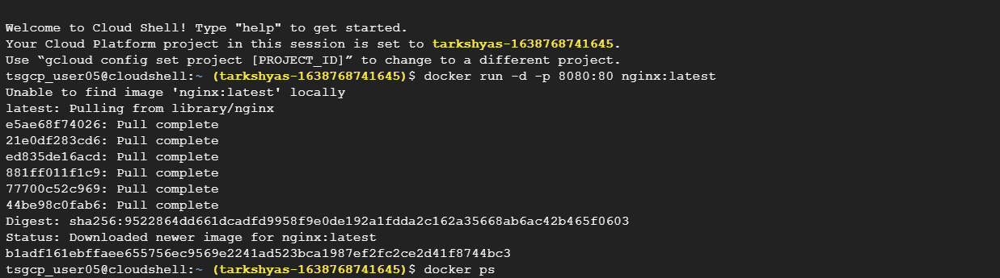 Welcome to Cloud Shell! Type "help" to get started.
Your Cloud Platform project in this session is set to tarkshyas-1638768741645.
Use “gcloud config set project [PROJECT_ID]” to change to a different project.
tsgcp_user05@cloudshell:~ (tarkshyas-1638768741645)$ docker run -d -p 8080:80 nginx:latest
Unable to find image 'nginx:latest' locally
latest: Pulling from library/nginx
e5ae68f74026: Pull complete
21e0df283cd6: Pull complete
ed835de16acd: Pull complete
881ff011f1c9: Pull complete
77700c52c969: Pull complete
44be98c0fab6: Pull complete
Digest: sha256:9522864dd661dcadfd9958f9e0de192a1fdda2c162a35668ab6ac42b465f0603
Status: Downloaded newer image for nginx:latest
b1adf161ebffaee655756ec9569e2241ad523bca1987ef2fc2ce2d41f8744bc3
tsgcp_user05@cloudshell:~ (tarkshyas-1638768741645)$ docker ps